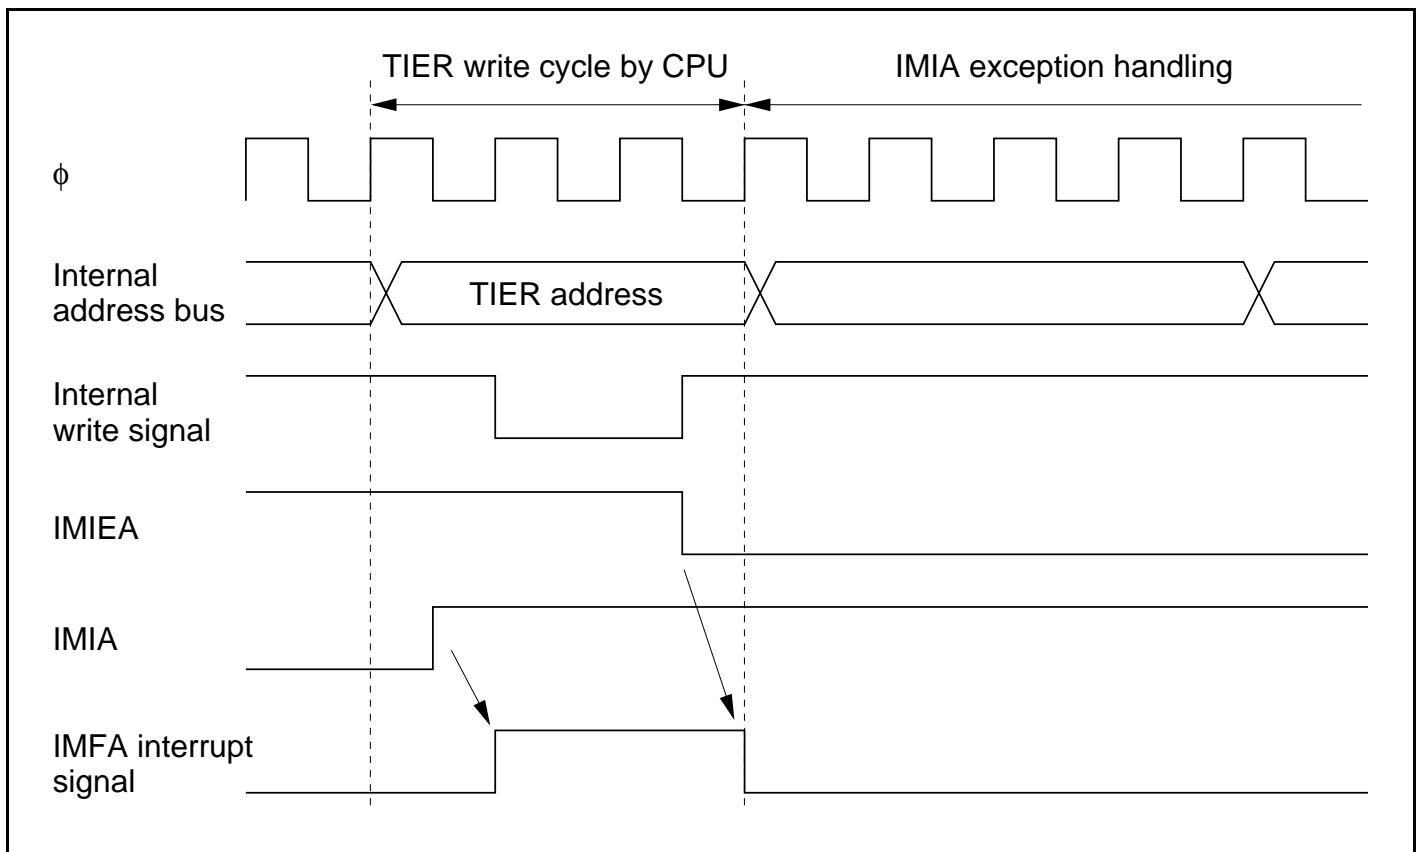 TIER write cycle by CPU
IMIA exception handling
ϕ
Internal
address bus
TIER address
Internal
write signal
IMIEA
IMIA
IMFA interrupt
signal